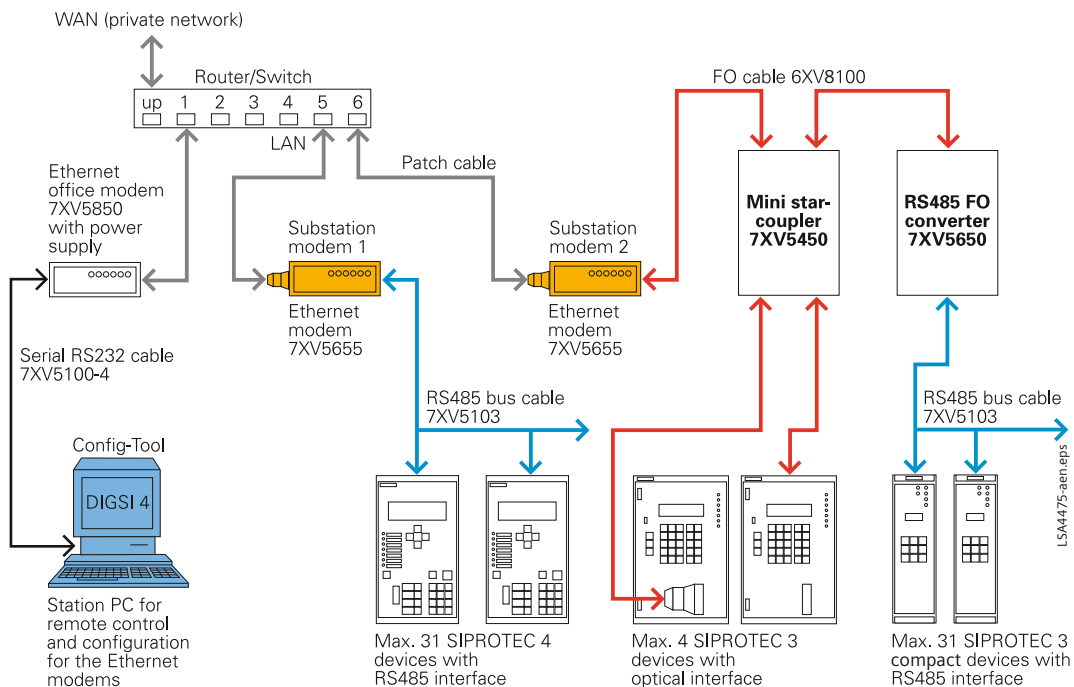 WAN (private network)
Router/Switch
up 1 2 3 4 5 6
LAN
FO cable 6XV8100
Patch cable
Ethernet
office modem
7XV5850
with power
supply
Substation
modem 1
Ethernet
modem
7XV5655
Substation
modem 2
Ethernet
modem
7XV5655
Mini star-
coupler
7XV5450
RS485 FO
converter
7XV5650
Serial RS232 cable
7XV5100-4
RS485 bus cable
7XV5103
RS485 bus cable
7XV5103
Config-Tool
DIGSI 4
Station PC for
remote control
and configuration
for the Ethernet
modems
Max. 31 SIPROTEC 4
devices with
RS485 interface
Max. 4 SIPROTEC 3
devices with
optical interface
Max. 31 SIPROTEC 3
compact devices with
RS485 interface
LSA4475-aen.eps